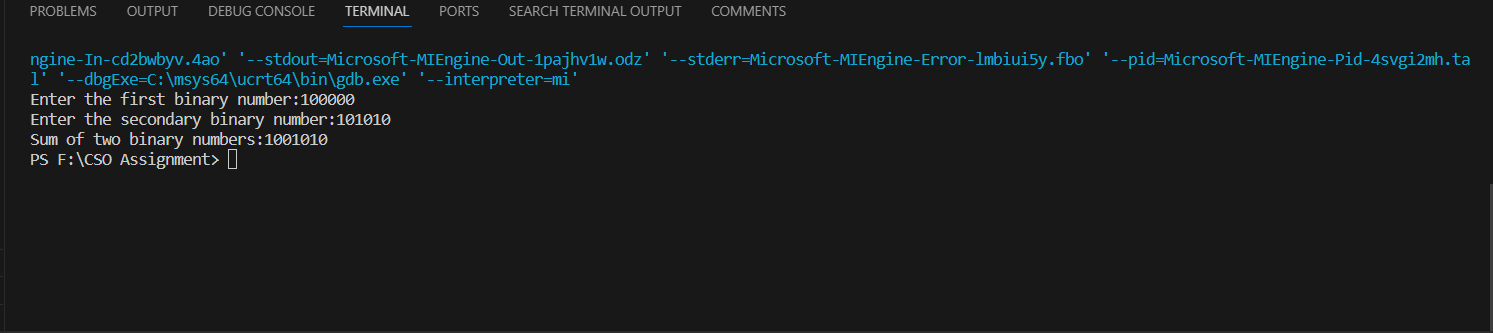 PROBLEMS OUTPUT DEBUG CONSOLE TERMINAL PORTS SEARCH TERMINAL OUTPUT COMMENTS
ngine-In-cd2bwbyv.4ao' '--stdout=Microsoft-MIEngine-Out-1pajhv1w.odz' '--stderr=Microsoft-MIEngine-Error-lmbiui5y.fbo' '--pid=Microsoft-MIEngine-Pid-4svgi2mh.ta
l' '--dbgExe=C:\msys64\ucrt64\bin\gdb.exe' '--interpreter=mi'
Enter the first binary number:100000
Enter the secondary binary number:101010
Sum of two binary numbers:1001010
PS F:\CSO Assignment>